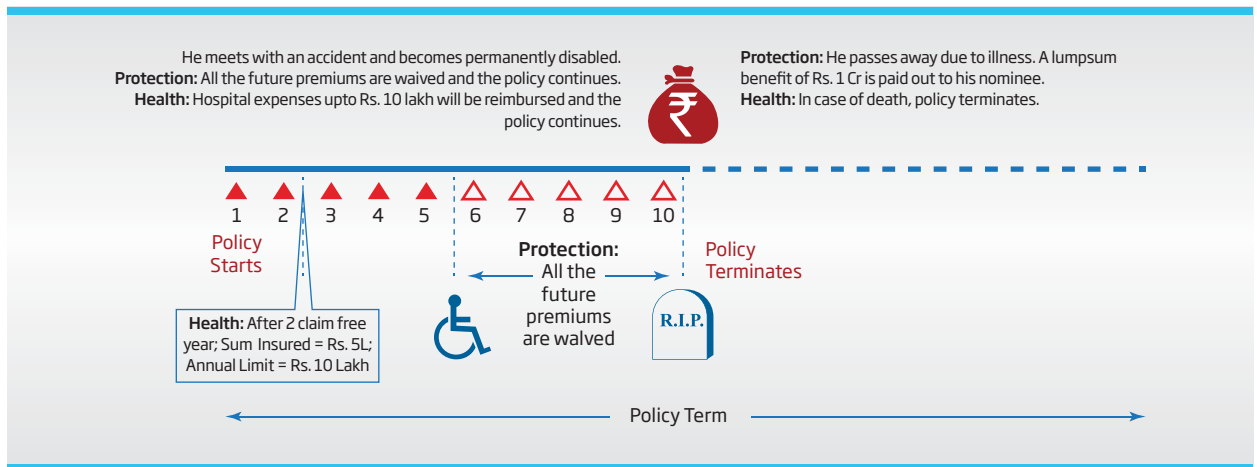 He meets with an accident and becomes permanently disabled.
Protection: All the future premiums are waived and the policy continues.
Health: Hospital expenses upto Rs. 10 lakh will be reimbursed and the
policy continues.
Protection: He passes away due to illness. A lumpsum
benefit of Rs. 1 Cr is paid out to his nominee.
Health: In case of death, policy terminates.
1 2 3 4 5 6 7 8 9 10
Policy
Starts
Health: After 2 claim free
year; Sum Insured = Rs. 5L;
Annual Limit = Rs. 10 Lakh
Protection:
All the
future
premiums
are walved
Policy
Terminates
R.I.P.
Policy Term